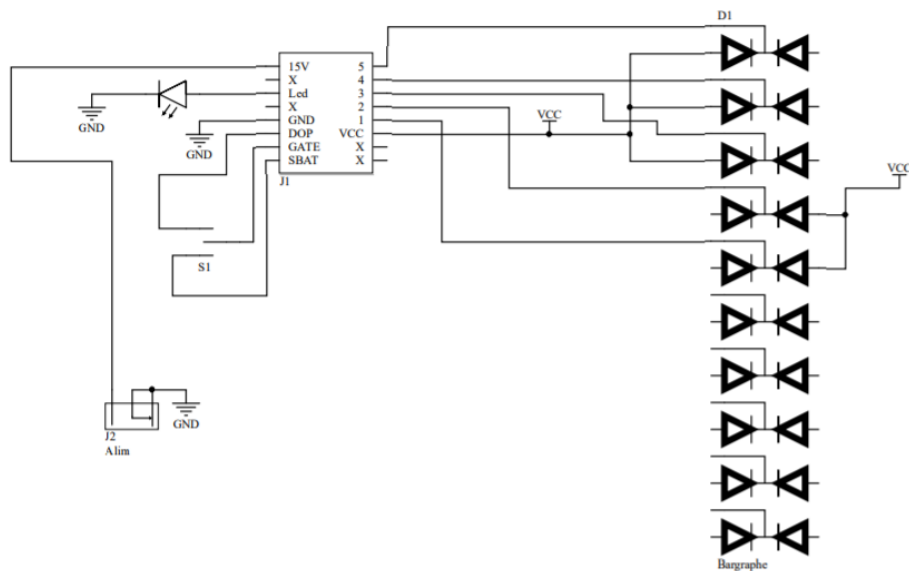 D1
15V 5
X 4
Led 3
X 2
GND 1
DOP VCC
GATE X
SBAT X
J1
GND
GND
VCC
VCC
S1
GND
J2
Alim
Bargraphe